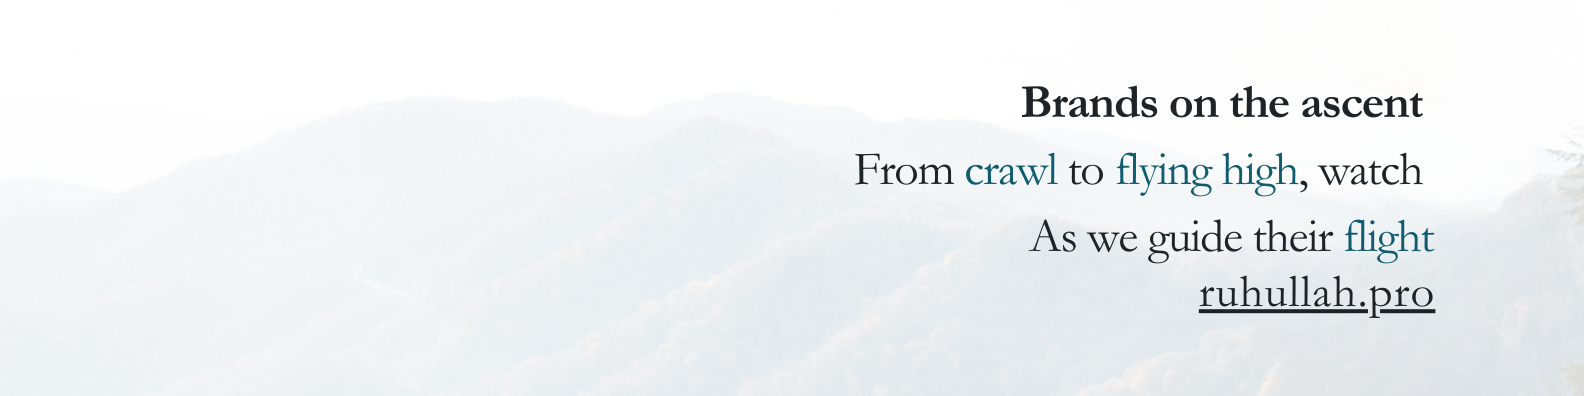 Brands on the ascent
From crawl to flying high, watch
As we guide their flight
ruhullah.pro